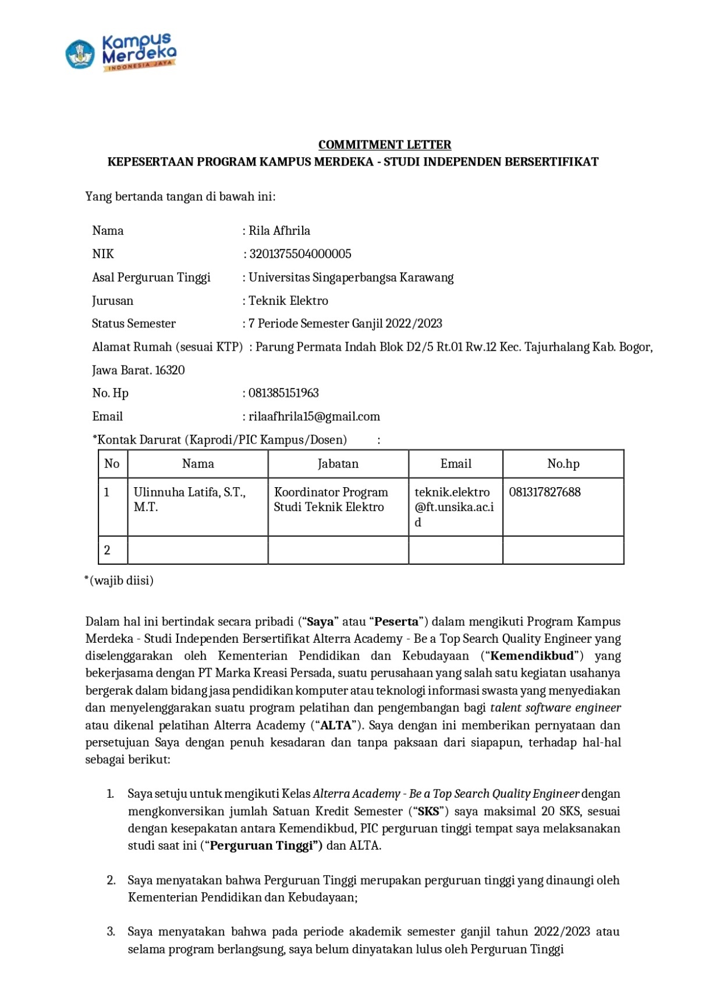 Kampus
Merdeka
INDONESIA JAYA
COMMITMENT LETTER
KEPESERTAAN PROGRAM KAMPUS MERDEKA - STUDI INDEPENDEN BERSERTIFIKAT
Yang bertanda tangan di bawah ini:
Nama : Rila Afhrila
NIK : 3201375504000005
Asal Perguruan Tinggi : Universitas Singaperbangsa Karawang
Jurusan : Teknik Elektro
Status Semester : 7 Periode Semester Ganjil 2022/2023
Alamat Rumah (sesuai KTP) : Parung Permata Indah Blok D2/5 Rt.01 Rw.12 Kec. Tajurhalang Kab. Bogor,
Jawa Barat. 16320
No. Hp : 081385151963
Email : rilaafhrila15@gmail.com
*Kontak Darurat (Kaprodi/PIC Kampus/Dosen) :
No Nama Jabatan Email No.hp
1 Ulinnuha Latifa, S.T., Koordinator Program teknik.elektro 081317827688
M.T. Studi Teknik Elektro @ft.unsika.ac.i
d
2
*(wajib diisi)
Dalam hal ini bertindak secara pribadi (“Saya” atau “Peserta”) dalam mengikuti Program Kampus
Merdeka - Studi Independen Bersertifikat Alterra Academy - Be a Top Search Quality Engineer yang
diselenggarakan oleh Kementerian Pendidikan dan Kebudayaan (“Kemendikbud”) yang
bekerjasama dengan PT Marka Kreasi Persada, suatu perusahaan yang salah satu kegiatan usahanya
bergerak dalam bidang jasa pendidikan komputer atau teknologi informasi swasta yang menyediakan
dan menyelenggarakan suatu program pelatihan dan pengembangan bagi talent software engineer
atau dikenal pelatihan Alterra Academy (“ALTA”). Saya dengan ini memberikan pernyataan dan
persetujuan Saya dengan penuh kesadaran dan tanpa paksaan dari siapapun, terhadap hal-hal
sebagai berikut:
1. Saya setuju untuk mengikuti Kelas Alterra Academy - Be a Top Search Quality Engineer dengan
mengkonversikan jumlah Satuan Kredit Semester (“SKS”) saya maksimal 20 SKS, sesuai
dengan kesepakatan antara Kemendikbud, PIC perguruan tinggi tempat saya melaksanakan
studi saat ini (“Perguruan Tinggi”) dan ALTA.
2. Saya menyatakan bahwa Perguruan Tinggi merupakan perguruan tinggi yang dinaungi oleh
Kementerian Pendidikan dan Kebudayaan;
3. Saya menyatakan bahwa pada periode akademik semester ganjil tahun 2022/2023 atau
selama program berlangsung, saya belum dinyatakan lulus oleh Perguruan Tinggi